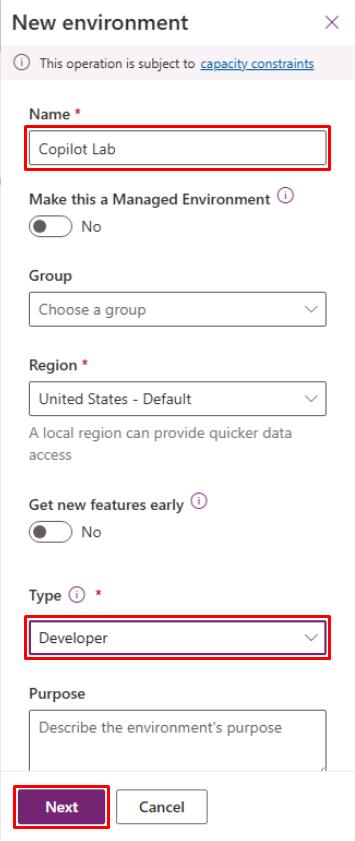 New environment
This operation is subject to capacity constraints
Name *
Copilot Lab
Make this a Managed Environment
No
Group
Choose a group
Region *
United States - Default
A local region can provide quicker data
access
Get new features early
No
Type *
Developer
Purpose
Describe the environment's purpose
Next Cancel